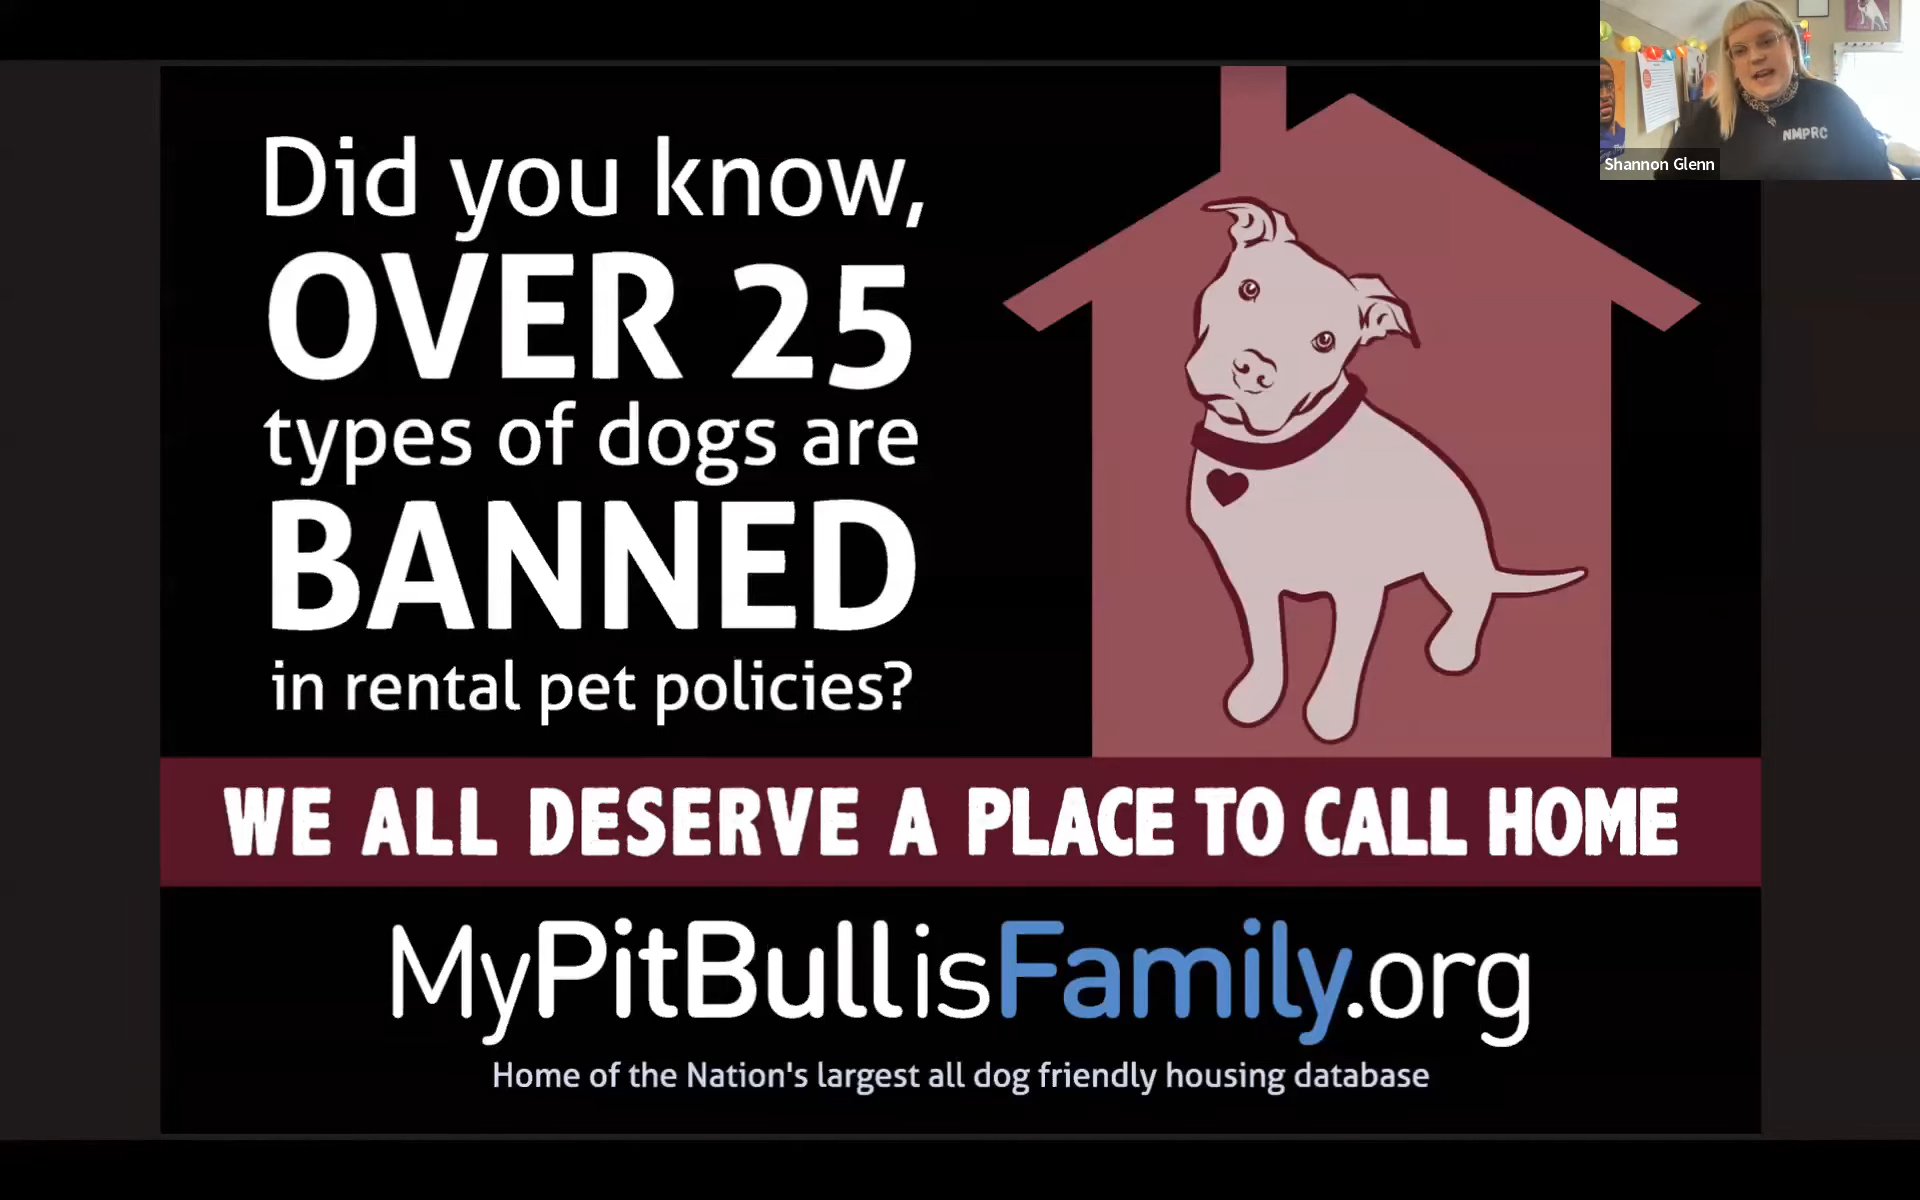 Did you know,
OVER 25
types of dogs are
BANNED
in rental pet policies?
WE ALL DESERVE A PLACE TO CALL HOME
MyPitBullisFamily.org
Home of the Nation's largest all dog friendly housing database
NMPRC
Shannon Glenn